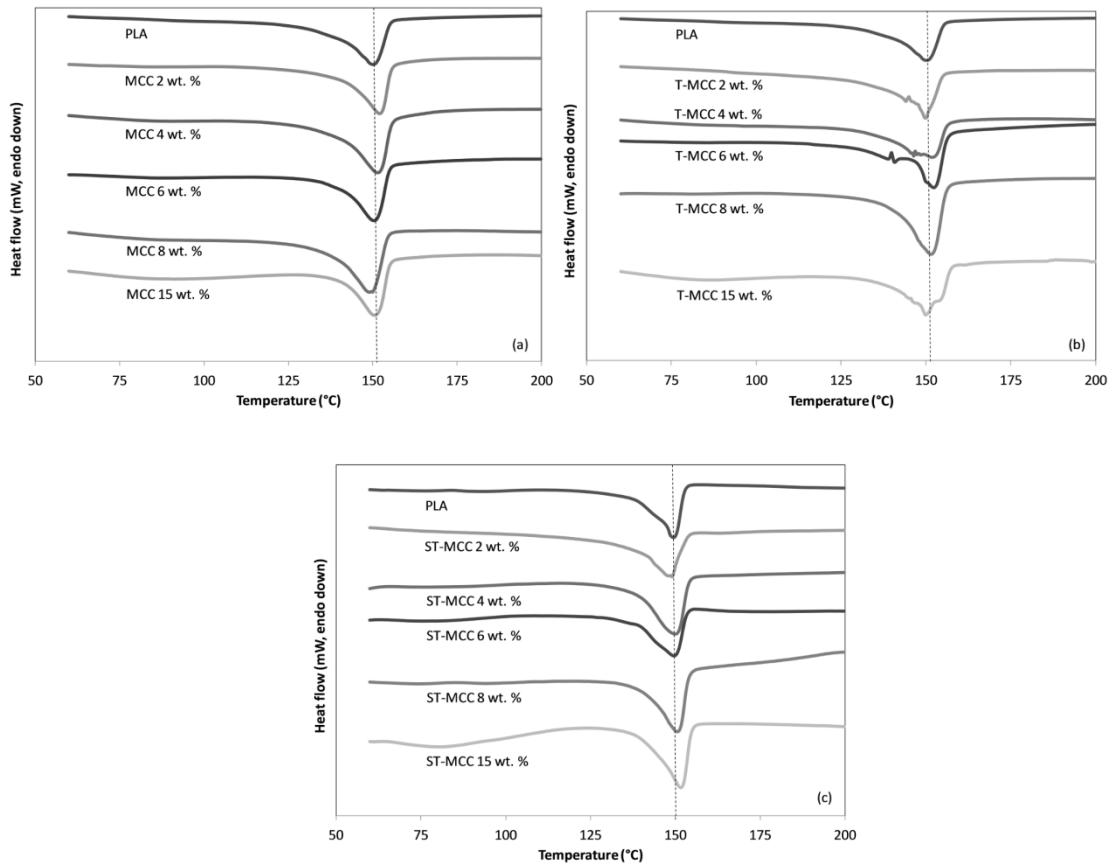 Heat flow (mW, endo down)
PLA
MCC 2 wt. %
MCC 4 wt. %
MCC 6 wt. %
MCC 8 wt. %
MCC 15 wt. %
(a)
50 75 100 125 150 175 200
Temperature (°C)
Heat flow (mW, endo down)
PLA
T-MCC 2 wt. %
T-MCC 4 wt. %
T-MCC 6 wt. %
T-MCC 8 wt. %
T-MCC 15 wt. %
(b)
50 75 100 125 150 175 200
Temperature (°C)
Heat flow (mW, endo down)
PLA
ST-MCC 2 wt. %
ST-MCC 4 wt. %
ST-MCC 6 wt. %
ST-MCC 8 wt. %
ST-MCC 15 wt. %
(c)
50 75 100 125 150 175 200
Temperature (°C)